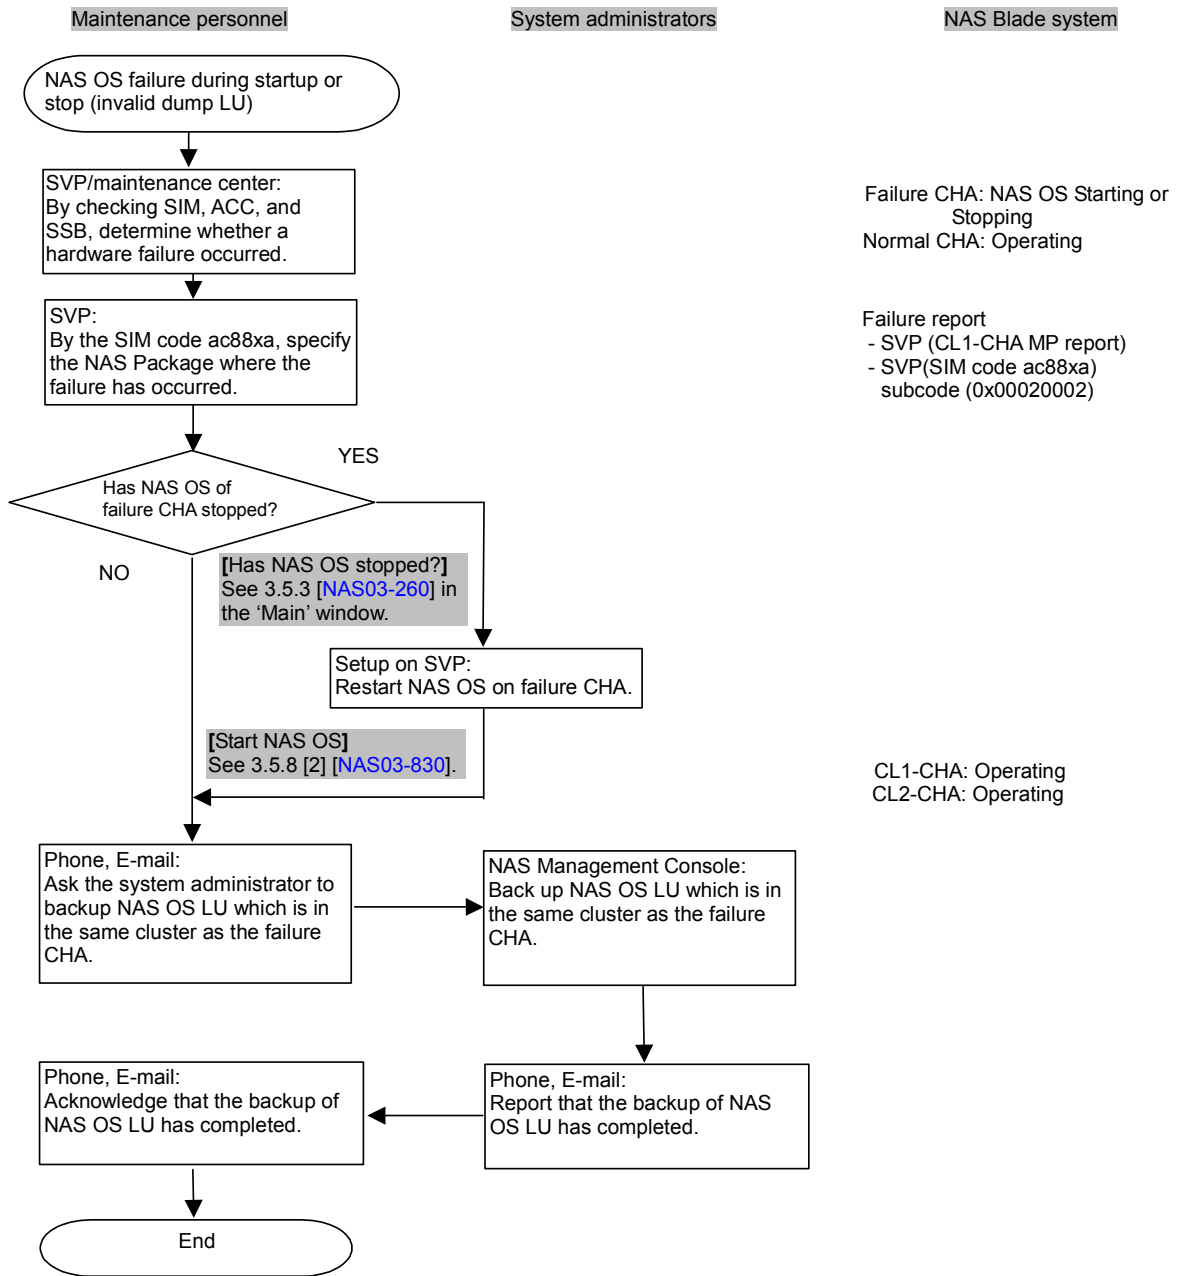 Maintenance personnel
System administrators
NAS Blade system
NAS OS failure during startup or
stop (invalid dump LU)
SVP/maintenance center:
By checking SIM, ACC, and
SSB, determine whether a
hardware failure occurred.
Failure CHA: NAS OS Starting or
Stopping
Normal CHA: Operating
SVP:
By the SIM code ac88xa, specify
the NAS Package where the
failure has occurred.
Failure report
- SVP (CL1-CHA MP report)
- SVP(SIM code ac88xa)
subcode (0x00020002)
Has NAS OS of
failure CHA stopped?
YES
NO
[Has NAS OS stopped?]
See 3.5.3 [NAS03-260] in
the ‘Main’ window.
Setup on SVP:
Restart NAS OS on failure CHA.
[Start NAS OS]
See 3.5.8 [2] [NAS03-830].
CL1-CHA: Operating
CL2-CHA: Operating
Phone, E-mail:
Ask the system administrator to
backup NAS OS LU which is in
the same cluster as the failure
CHA.
NAS Management Console:
Back up NAS OS LU which is in
the same cluster as the failure
CHA.
Phone, E-mail:
Report that the backup of NAS
OS LU has completed.
Phone, E-mail:
Acknowledge that the backup of
NAS OS LU has completed.
End